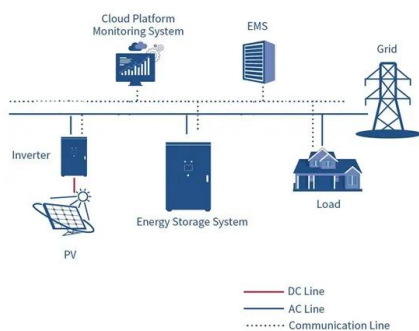 Cloud Platform
Monitoring System
EMS
Grid
Inverter
Energy Storage System
Load
PV
DC Line
AC Line
Communication Line